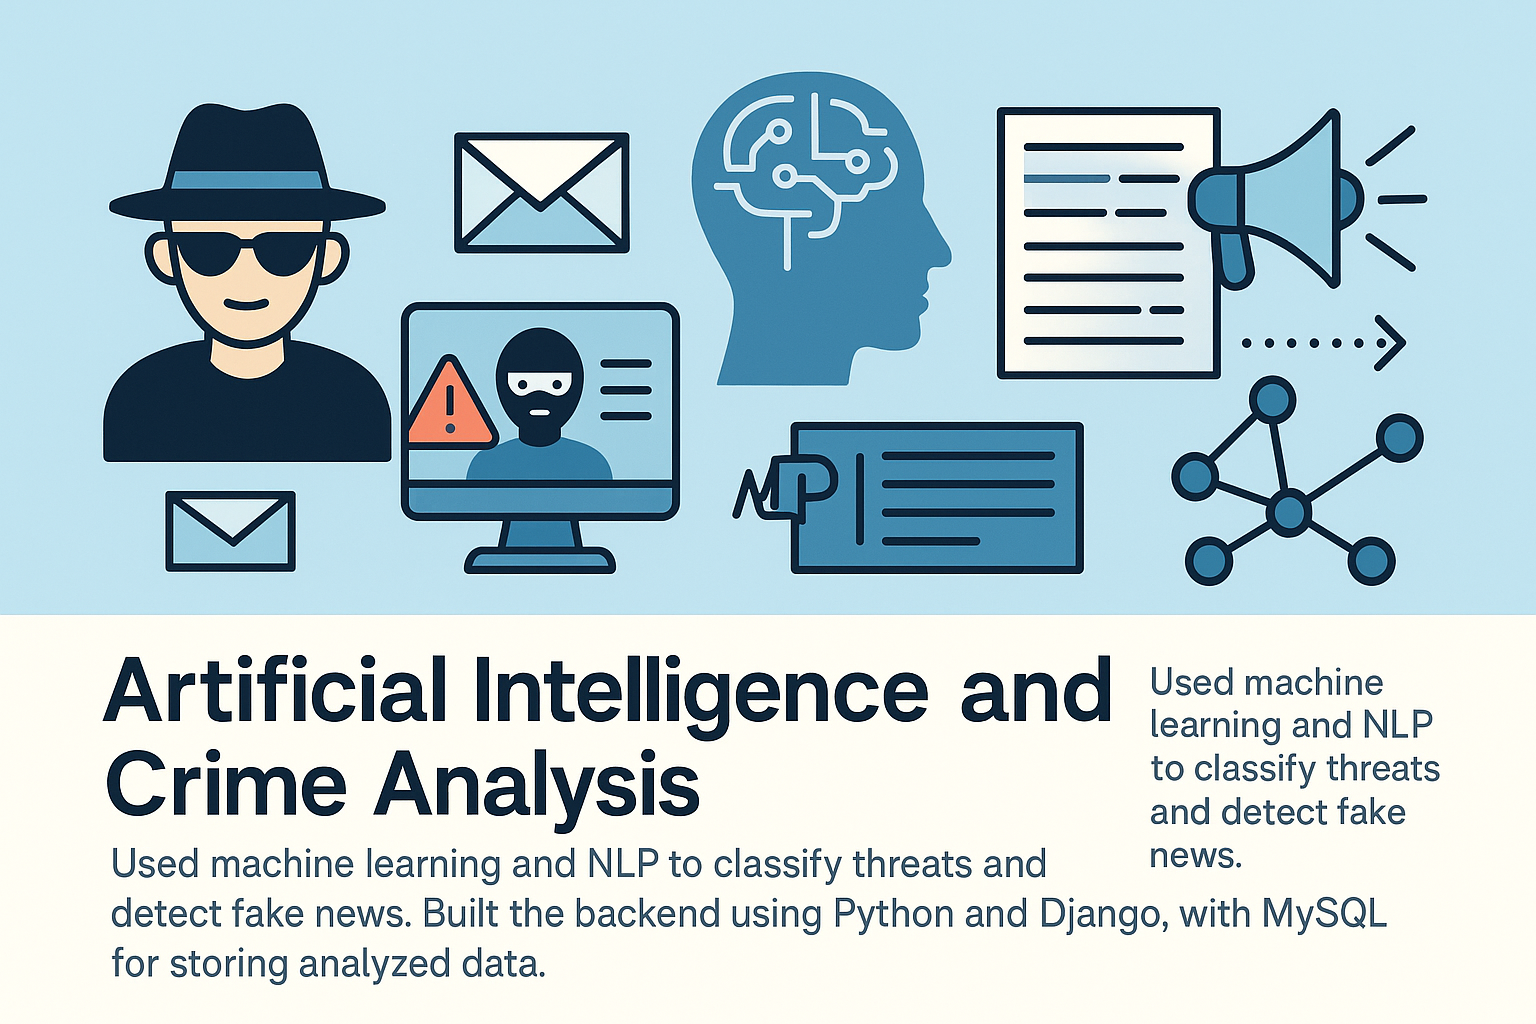 Artificial Intelligence and
Crime Analysis
Used machine learning and NLP to classify threats and
detect fake news. Built the backend using Python and Django, with MySQL
for storing analyzed data.
Used machine
learning and NLP
to classify threats
and detect fake
news.